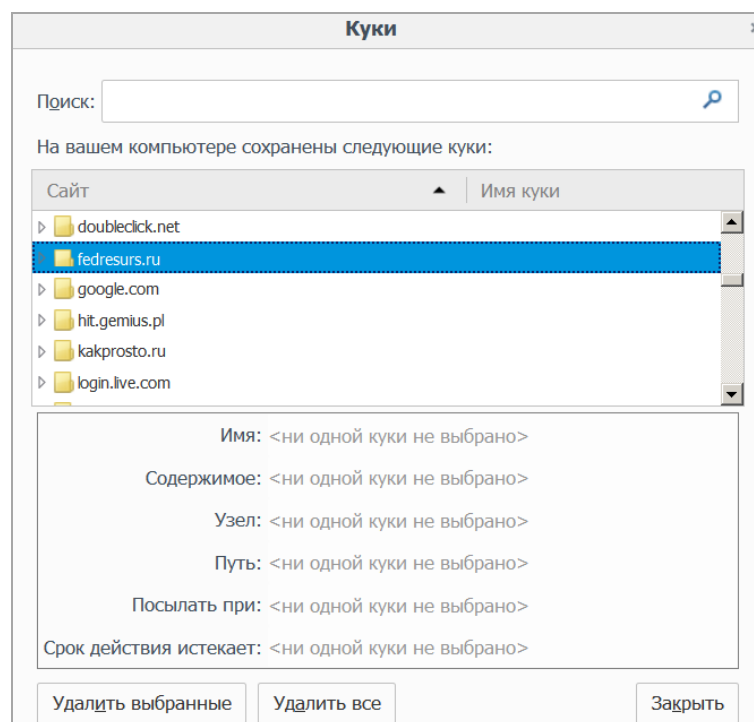 Куки
Поиск:
На вашем компьютере сохранены следующие куки:
Сайт Имя куки
doubleclick.net
fedresurs.ru
google.com
hit.gemius.pl
kakprosto.ru
login.live.com
Имя: <ни одной куки не выбрано>
Содержимое: <ни одной куки не выбрано>
Узел: <ни одной куки не выбрано>
Путь: <ни одной куки не выбрано>
Посылать при: <ни одной куки не выбрано>
Срок действия истекает: <ни одной куки не выбрано>
Удалить выбранные Удалить все Закрыть